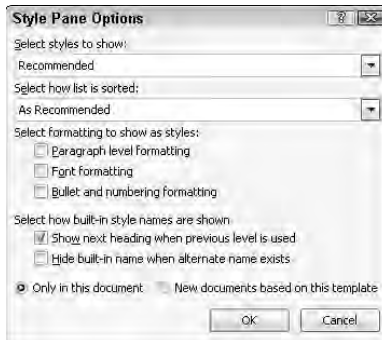 Style Pane Options
Select styles to show:
Recommended
Select how list is sorted:
As Recommended
Select formatting to show as styles:
Paragraph level formatting
Font formatting
Bullet and numbering formatting
Select how built-in style names are shown
Show next heading when previous level is used
Hide built-in name when alternate name exists
Only in this document New documents based on this template
OK Cancel